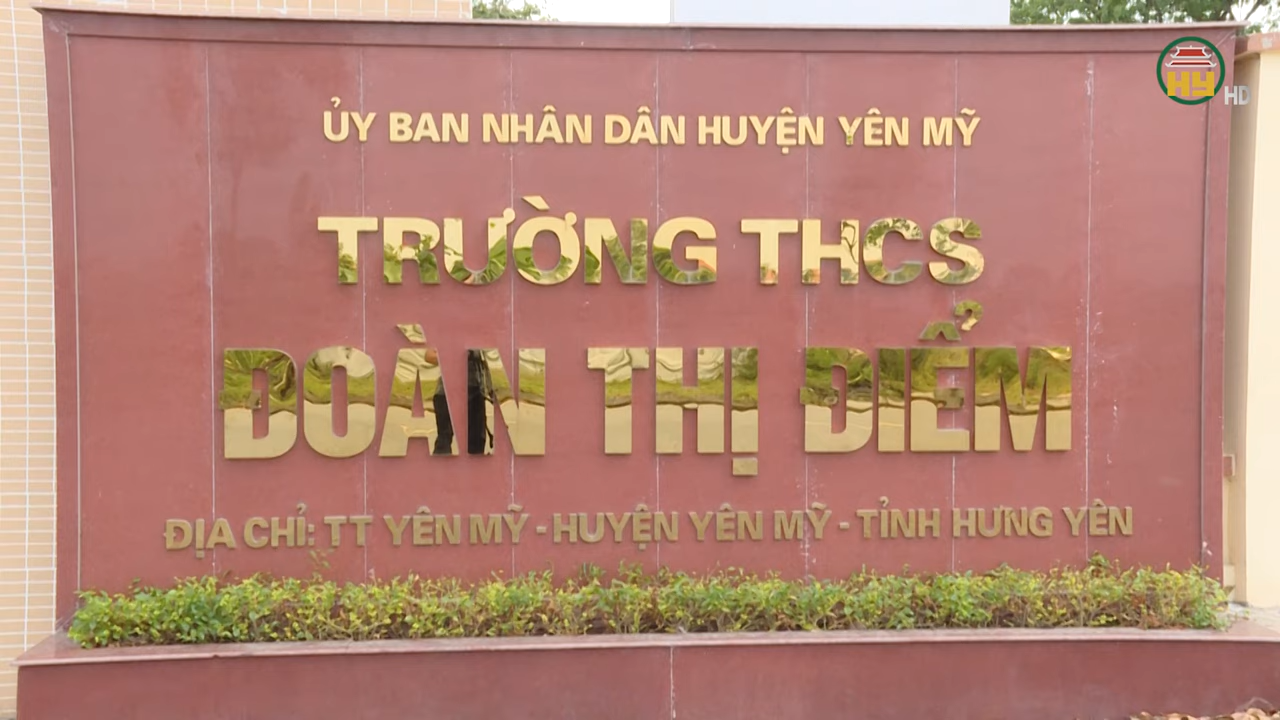 ỦY BAN NHÂN DÂN HUYỆN YÊN MỸ
TRƯỜNG THCS
ĐOÀN THỊ ĐIỂM
ĐỊA CHỈ: TT YÊN MỸ - HUYỆN YÊN MỸ - TỈNH HƯNG YÊN
HY HD